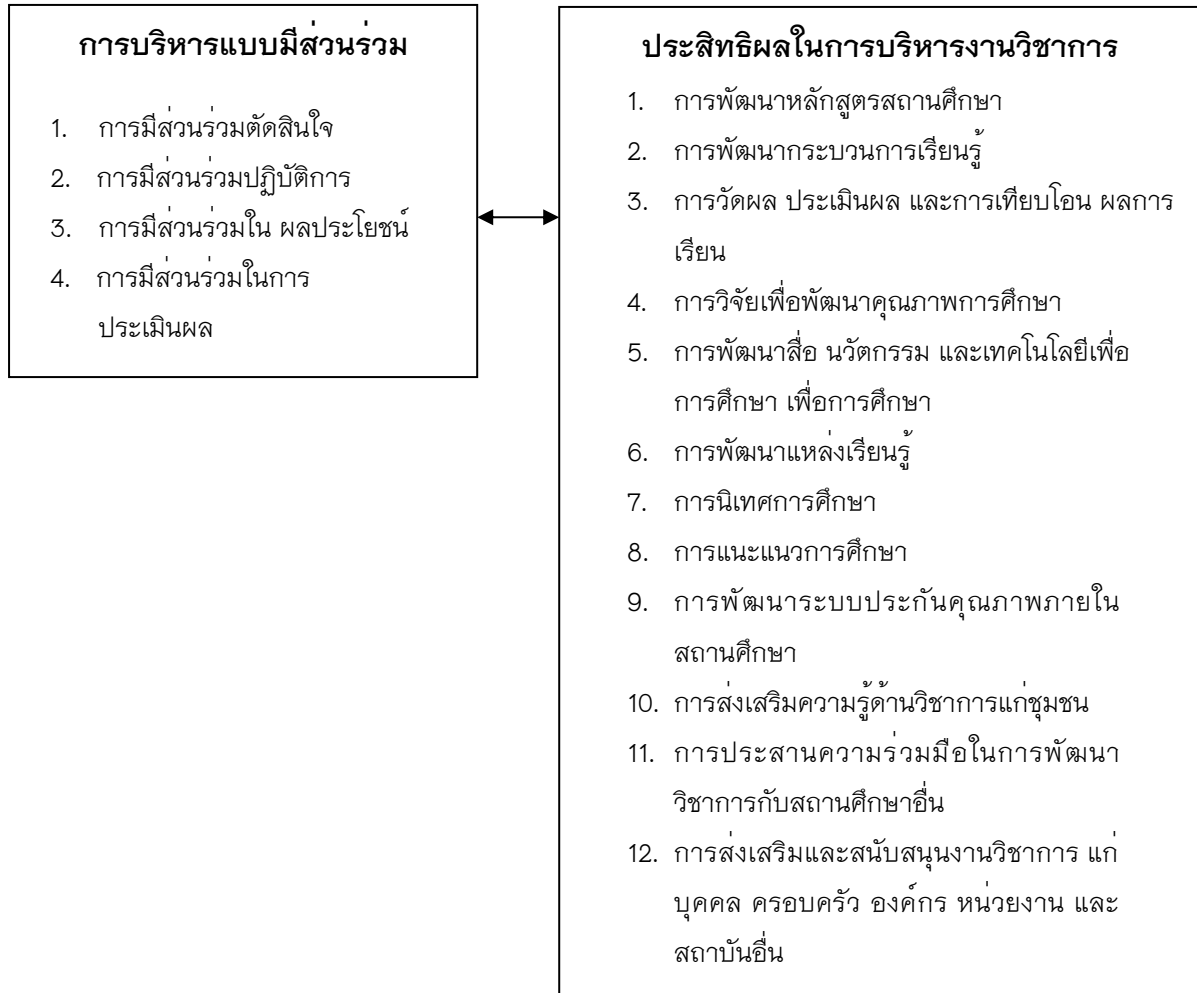 การบริหารแบบมีส่วนร่วม
1. การมีส่วนร่วมตัดสินใจ
2. การมีส่วนร่วมปฏิบัติการ
3. การมีส่วนร่วมใน ผลประโยชน์
4. การมีส่วนร่วมในการ
ประเมินผล
ประสิทธิผลในการบริหารงานวิชาการ
1. การพัฒนาหลักสูตรสถานศึกษา
2. การพัฒนากระบวนการเรียนรู้
3. การวัดผล ประเมินผล และการเทียบโอน ผลการ
เรียน
4. การวิจัยเพื่อพัฒนาคุณภาพการศึกษา
5. การพัฒนาสื่อ นวัตกรรม และเทคโนโลยีเพื่อ
การศึกษา เพื่อการศึกษา
6. การพัฒนาแหล่งเรียนรู้
7. การนิเทศการศึกษา
8. การแนะแนวการศึกษา
9. การพัฒนาระบบประกันคุณภาพภายใน
สถานศึกษา
10. การส่งเสริมความรู้ด้านวิชาการแก่ชุมชน
11. การประสานความร่วมมือในการพัฒนา
วิชาการกับสถานศึกษาอื่น
12. การส่งเสริมและสนับสนุนงานวิชาการ แก่
บุคคล ครอบครัว องค์กร หน่วยงาน และ
สถาบันอื่น